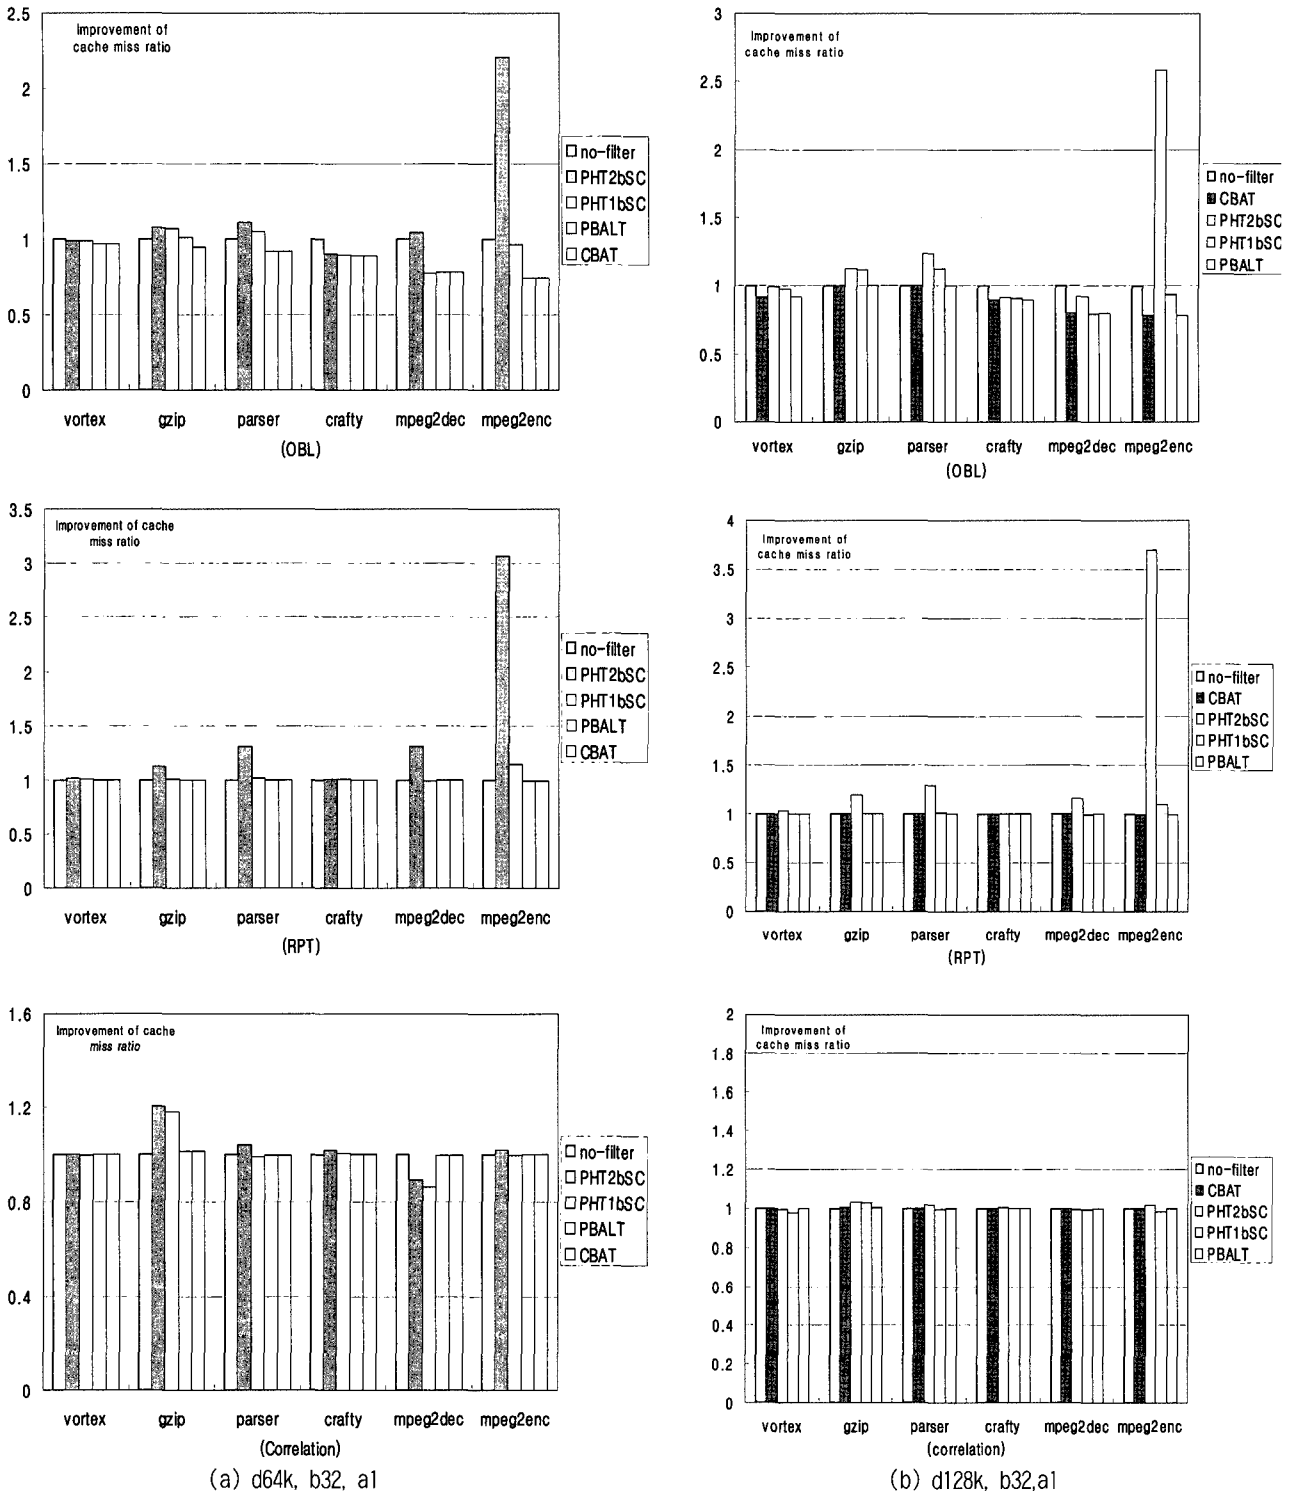 2.5
2
1.5
1
0.5
0
Improvement of
cache miss ratio
no-filter
PHT2bSC
PHT1bSC
PBALT
CBAT
vortex gzip parser crafty mpeg2dec mpeg2enc
(OBL)
3
2.5
2
1.5
1
0.5
0
Improvement of
cache miss ratio
no-filter
CBAT
PHT2bSC
PHT1bSC
PBALT
vortex gzip parser crafty mpeg2dec mpeg2enc
(OBL)
3.5
3
2.5
2
1.5
1
0.5
0
Improvement of cache
miss ratio
no-filter
PHT2bSC
PHT1bSC
PBALT
CBAT
vortex gzip parser crafty mpeg2dec mpeg2enc
(RPT)
4
3.5
3
2.5
2
1.5
1
0.5
0
Improvement of
cache miss ratio
no-filter
CBAT
PHT2bSC
PHT1bSC
PBALT
vortex gzip parser crafty mpeg2dec mpeg2enc
(RPT)
1.6
1.2
0.8
0.4
0
Improvement of cache
miss ratio
no-filter
PHT2bSC
PHT1bSC
PBALT
CBAT
vortex gzip parser crafty mpeg2dec mpeg2enc
(Correlation)
(a) d64k, b32, a1
2
1.8
1.6
1.4
1.2
1
0.8
0.6
0.4
0.2
0
Improvement of
cache miss ratio
no-filter
CBAT
PHT2bSC
PHT1bSC
PBALT
vortex gzip parser crafty mpeg2dec mpeg2enc
(correlation)
(b) d128k, b32,a1